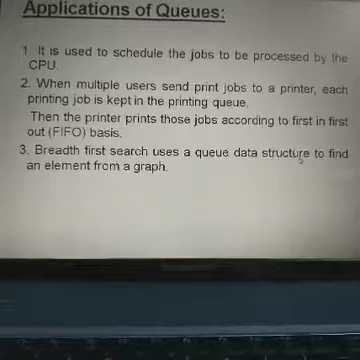 Applications of Queues:
1. It is used to schedule the jobs to be processed by the
CPU.
2. When multiple users send print jobs to a printer, each
printing job is kept in the printing queue.
Then the printer prints those jobs according to first in first
out (FIFO) basis.
3. Breadth first search uses a queue data structure to find
an element from a graph.